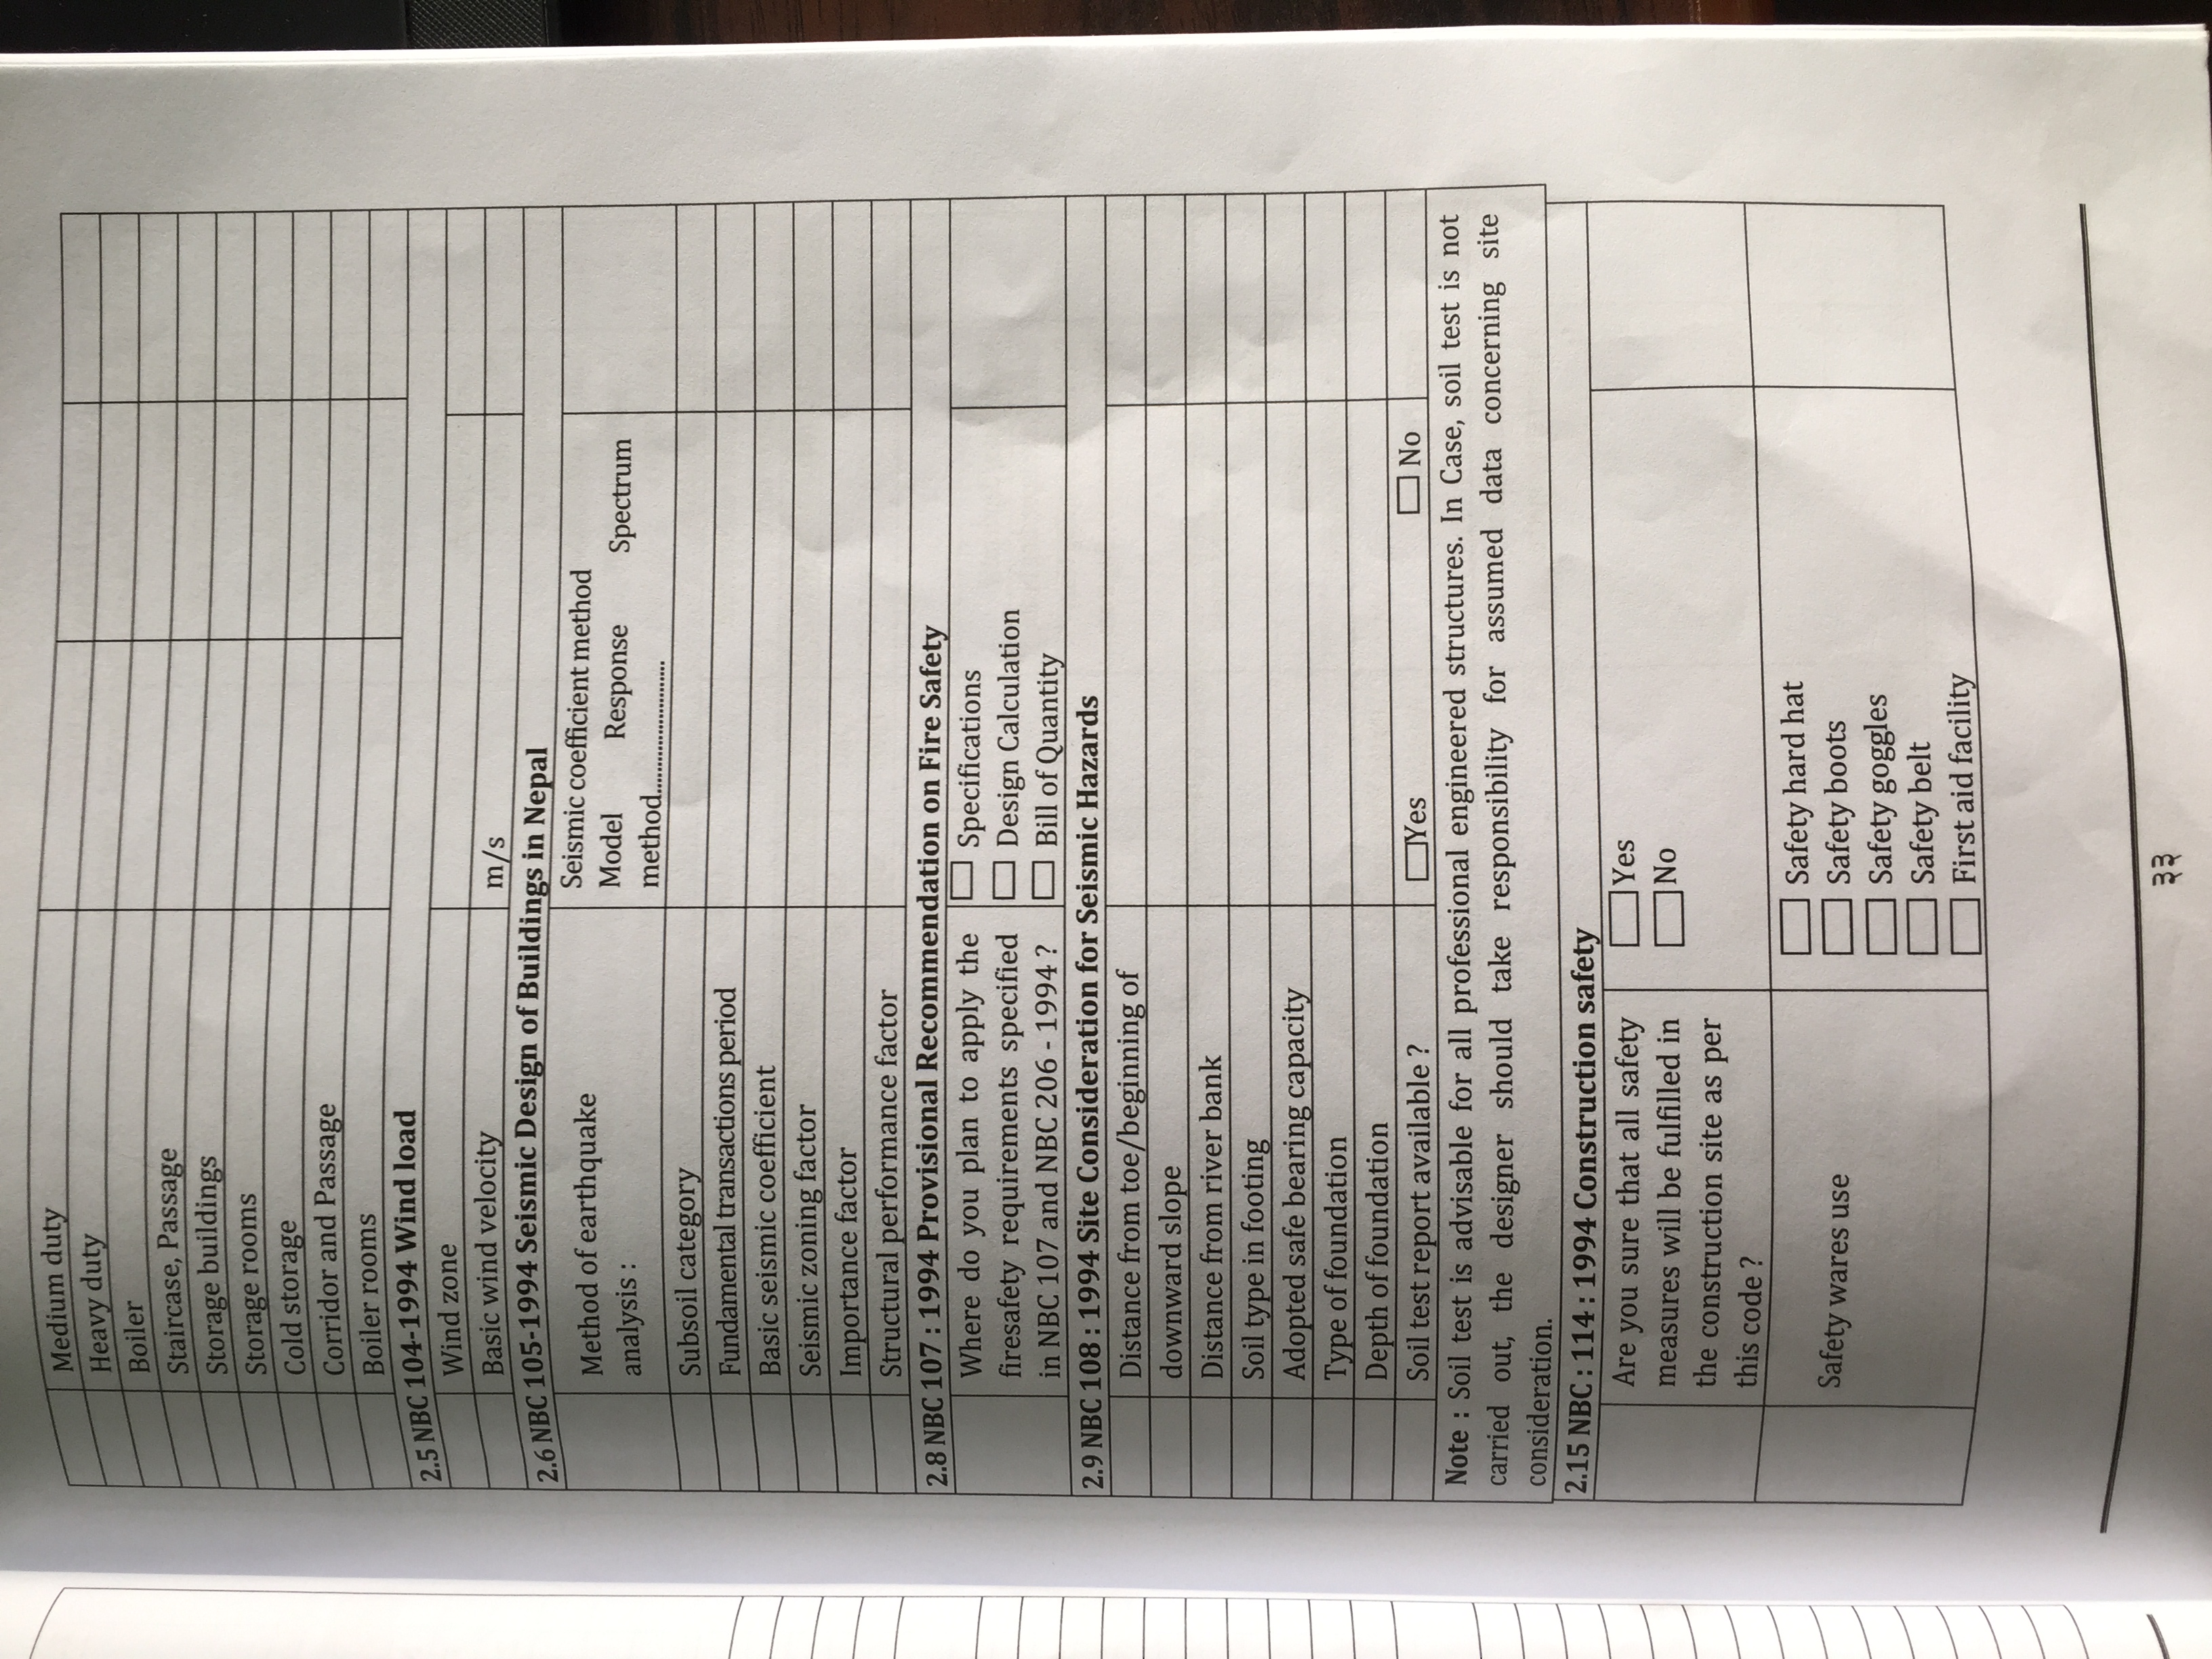 Medium duty
Heavy duty
Boiler
Staircase, Passage
Storage buildings
Storage rooms
Cold storage
Corridor and Passage
Boiler rooms
2.5 NBC 104-1994 Wind load
Wind zone
Basic wind velocity m/s
2.6 NBC 105-1994 Seismic Design of Buildings in Nepal
Method of earthquake
analysis :
Seismic coefficient method
Model Response Spectrum
method........................
Subsoil category
Fundamental transactions period
Basic seismic coefficient
Seismic zoning factor
Importance factor
Structural performance factor
2.8 NBC 107 : 1994 Provisional Recommendation on Fire Safety
Where do you plan to apply the
firesafety requirements specified
in NBC 107 and NBC 206 - 1994 ?
Specifications
Design Calculation
Bill of Quantity
2.9 NBC 108 : 1994 Site Consideration for Seismic Hazards
Distance from toe/beginning of
downward slope
Distance from river bank
Soil type in footing
Adopted safe bearing capacity
Type of foundation
Depth of foundation
Soil test report available ? Yes No
Note : Soil test is advisable for all professional engineered structures. In Case, soil test is not
carried out, the designer should take responsibility for assumed data concerning site
consideration.
2.15 NBC : 114 : 1994 Construction safety
Are you sure that all safety
measures will be fulfilled in
the construction site as per
this code ?
Yes
No
Safety wares use
Safety hard hat
Safety boots
Safety goggles
Safety belt
First aid facility
३३